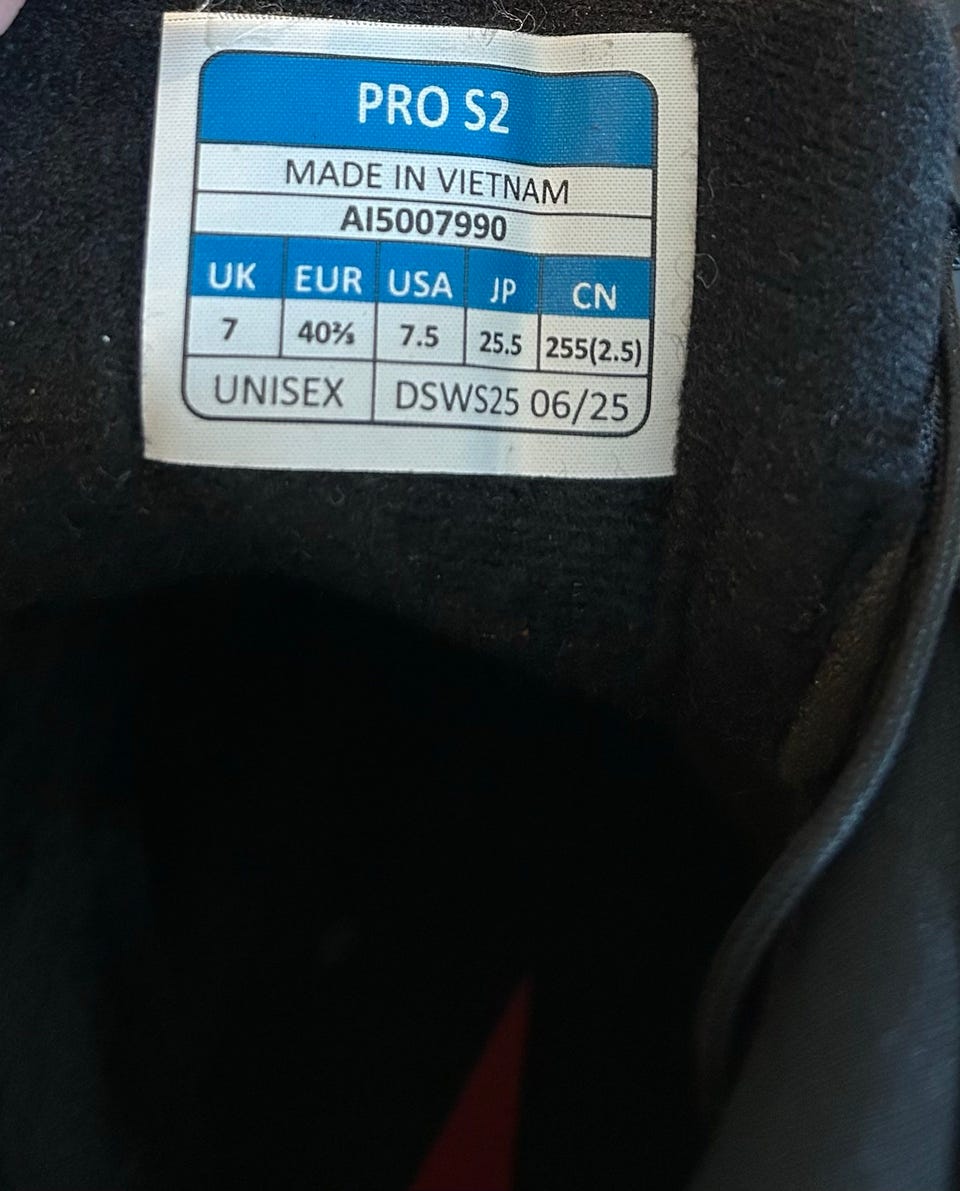 PRO S2
MADE IN VIETNAM
AI5007990
UK EUR USA JP CN
7 40⅔ 7.5 25.5 255(2.5)
UNISEX DSWS25 06/25